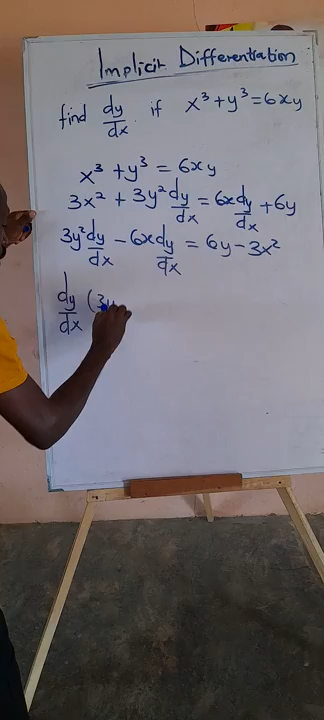 Implicit Differentiation
find dy/dx if x³ + y³ = 6xy
x³ + y³ = 6xy
3x² + 3y² dy/dx = 6x dy/dx + 6y
3y² dy/dx - 6x dy/dx = 6y - 3x²
dy/dx (3y